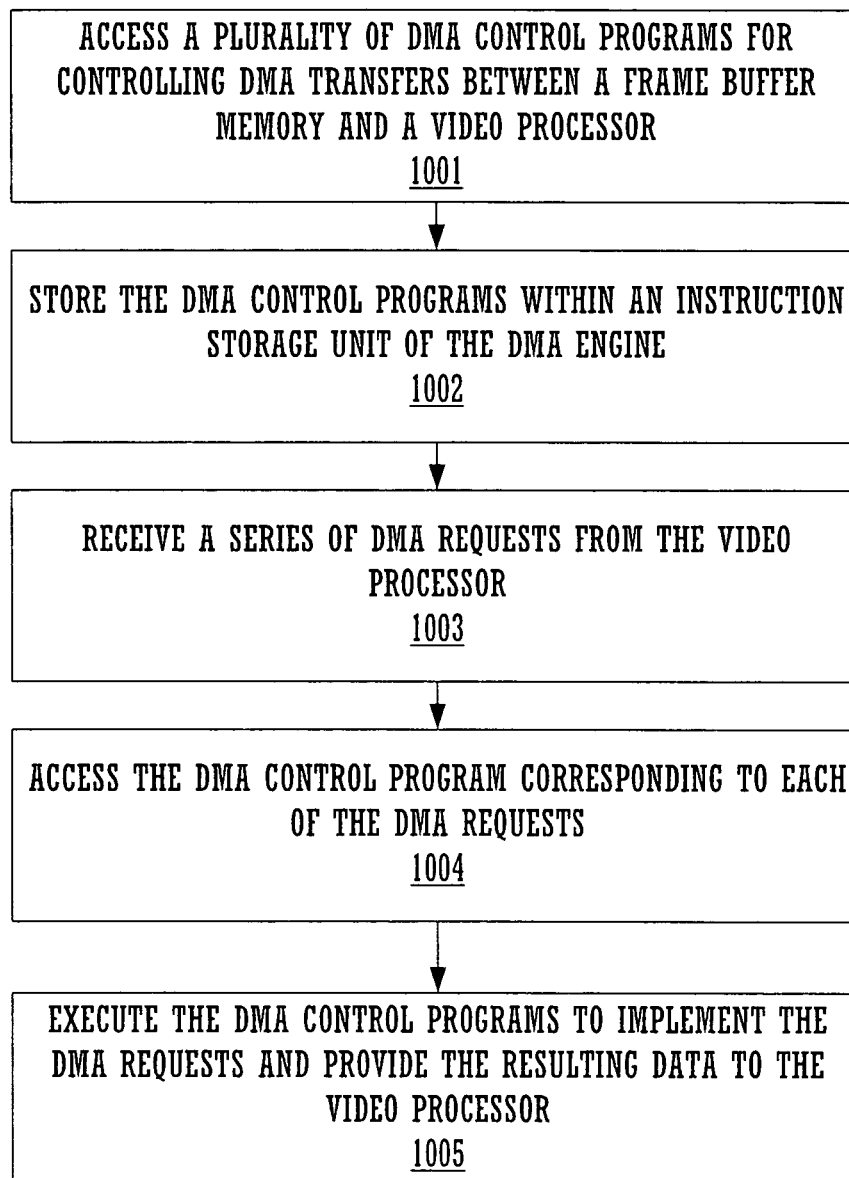 ACCESS A PLURALITY OF DMA CONTROL PROGRAMS FOR
CONTROLLING DMA TRANSFERS BETWEEN A FRAME BUFFER
MEMORY AND A VIDEO PROCESSOR
1001
STORE THE DMA CONTROL PROGRAMS WITHIN AN INSTRUCTION
STORAGE UNIT OF THE DMA ENGINE
1002
RECEIVE A SERIES OF DMA REQUESTS FROM THE VIDEO
PROCESSOR
1003
ACCESS THE DMA CONTROL PROGRAM CORRESPONDING TO EACH
OF THE DMA REQUESTS
1004
EXECUTE THE DMA CONTROL PROGRAMS TO IMPLEMENT THE
DMA REQUESTS AND PROVIDE THE RESULTING DATA TO THE
VIDEO PROCESSOR
1005